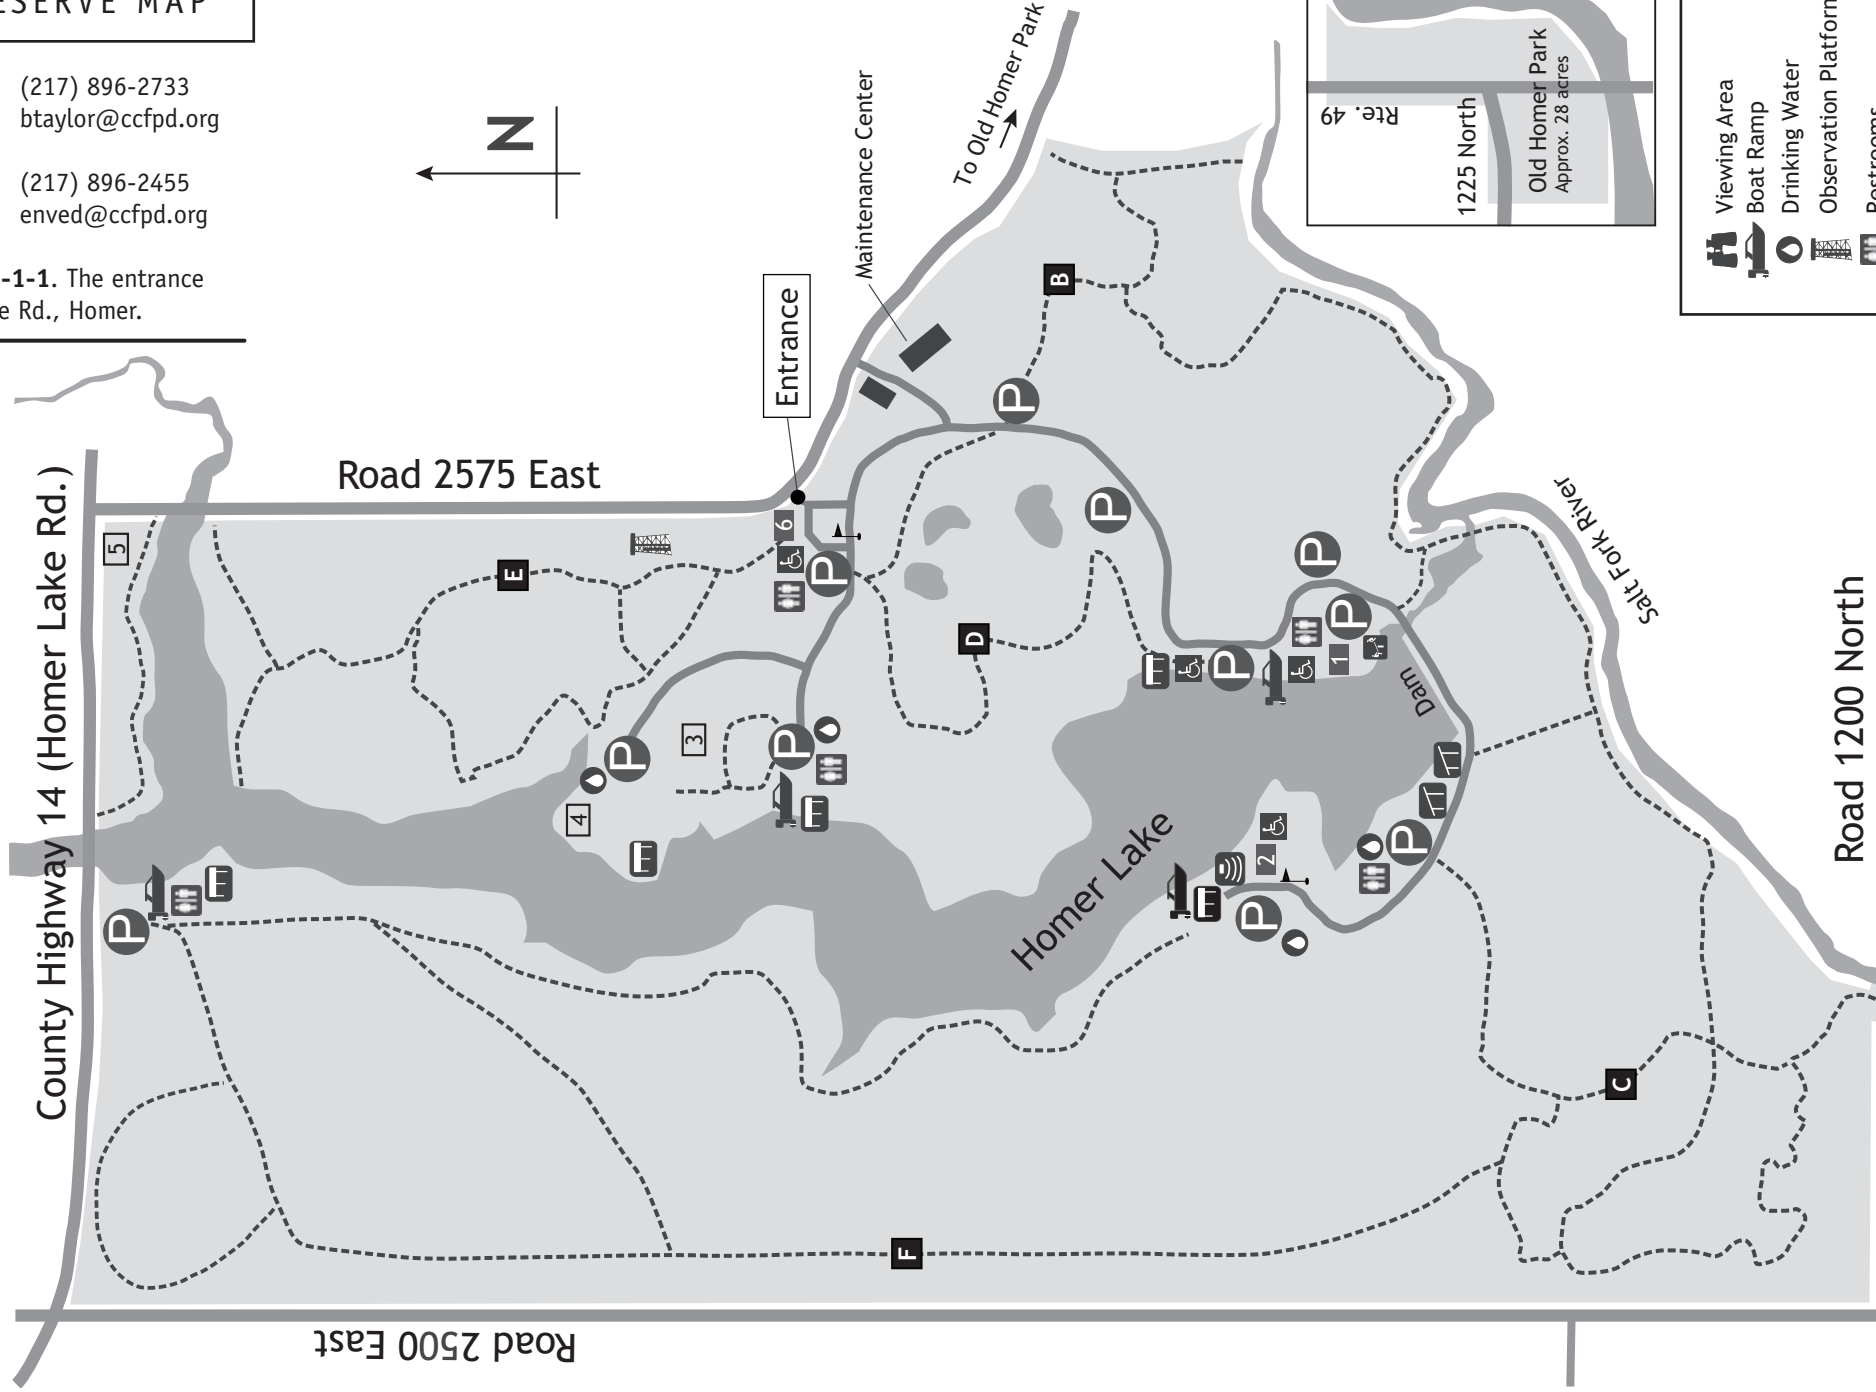 ESERVE MAP
(217) 896-2733
btaylor@ccfpd.org
(217) 896-2455
enved@ccfpd.org
-1-1. The entrance
e Rd., Homer.
N
To Old Homer Park
Maintenance Center
Entrance
Rte. 49
1225 North
Old Homer Park
Approx. 28 acres
Viewing Area
Boat Ramp
Drinking Water
Observation Platform
Restrooms
County Highway 14 (Homer Lake Rd.)
Road 2575 East
5
E
6
P
B
P
P
D
P
P
P
1
Dam
Salt Fork River
Road 1200 North
3
P
4
P
P
Homer Lake
2
P
P
C
F
Road 2500 East